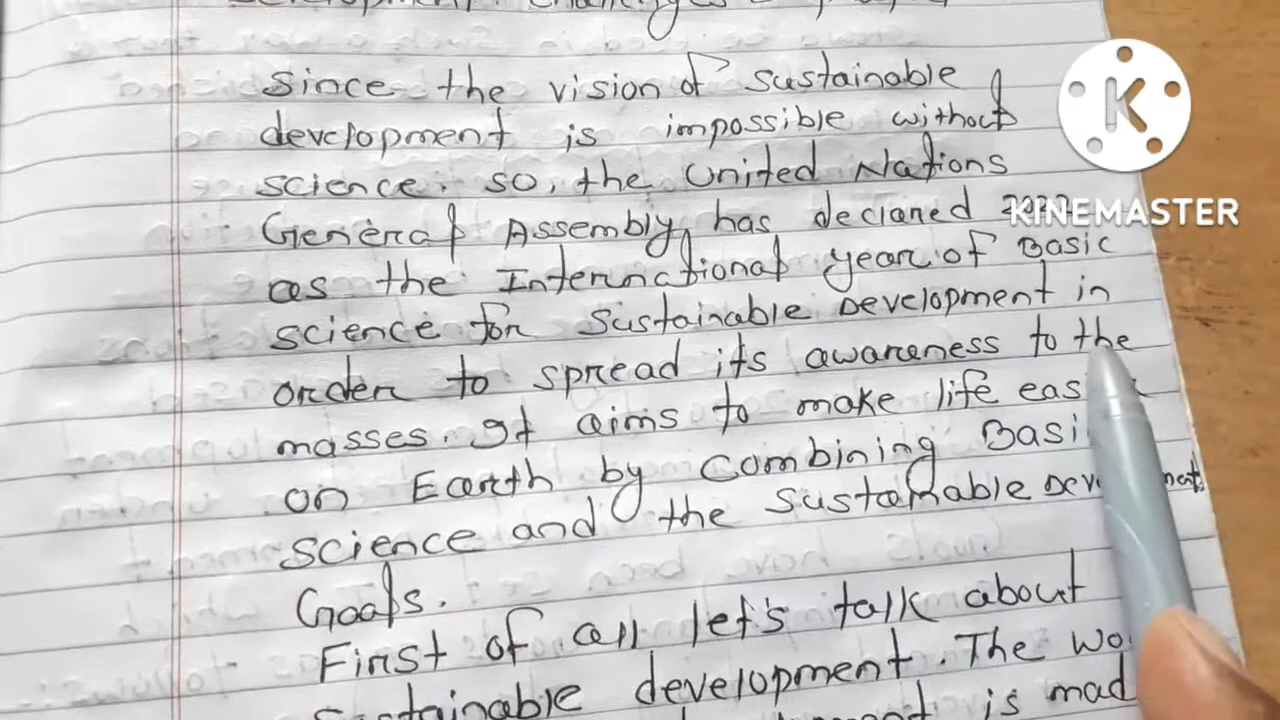 Since the vision of sustainable
development is impossible without
science. so, the United Nations
General Assembly, has declared
as the International year of Basic
science for sustainable Development in
order to spread its awareness to the
masses. It aims to make life
on Earth by combining
science and the sustainable
Goals.
First of all let's talk about
sustainable development. The
is
KINEMASTER